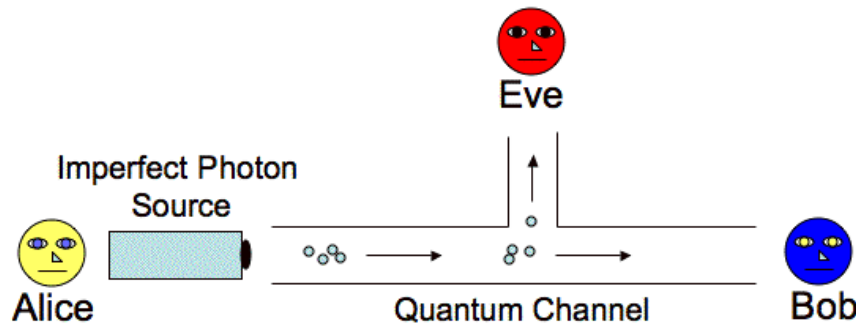 Eve
Imperfect Photon
Source
Alice
Quantum Channel
Bob